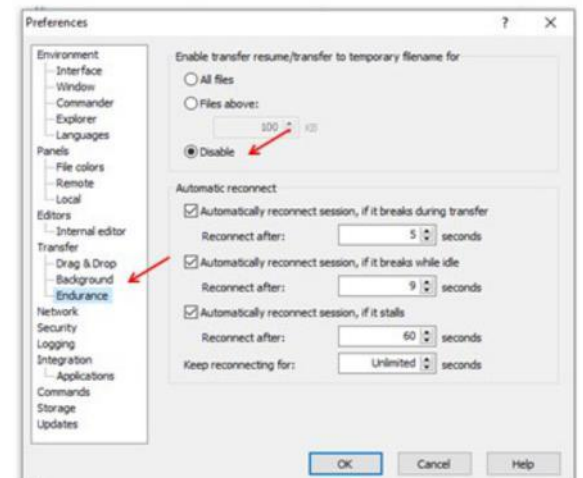 Preferences
?
×
Environment
Interface
Window
Commander
Explorer
Languages
Panels
File colors
Remote
Local
Editors
Internal editor
Transfer
Drag & Drop
Background
Endurance
Network
Security
Logging
Integration
Applications
Commands
Storage
Updates
Enable transfer resume/transfer to temporary filename for
All files
Files above:
100 KB
Disable
Automatic reconnect
Automatically reconnect session, if it breaks during transfer
Reconnect after: 5 seconds
Automatically reconnect session, if it breaks while idle
Reconnect after: 9 seconds
Automatically reconnect session, if it stalls
Reconnect after: 60 seconds
Keep reconnecting for: Unlimited seconds
OK Cancel Help